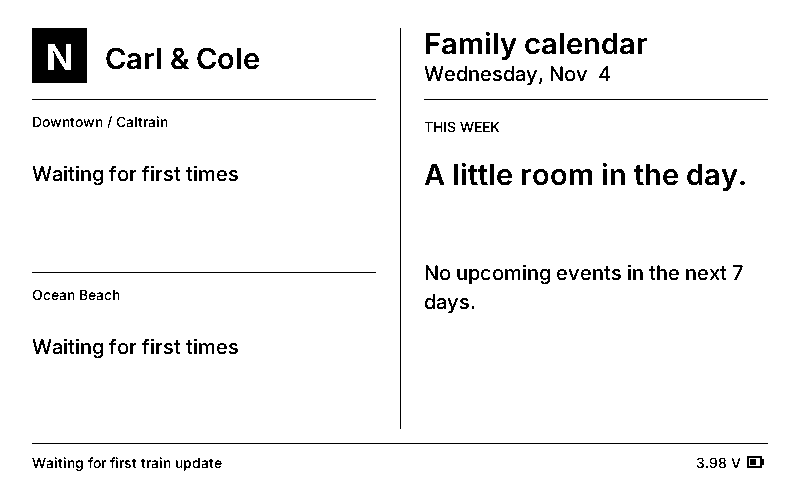 N Carl & Cole
Downtown / Caltrain
Waiting for first times
Ocean Beach
Waiting for first times
Family calendar
Wednesday, Nov  4
THIS WEEK
A little room in the day.
No upcoming events in the next 7
days.
Waiting for first train update
3.98 V